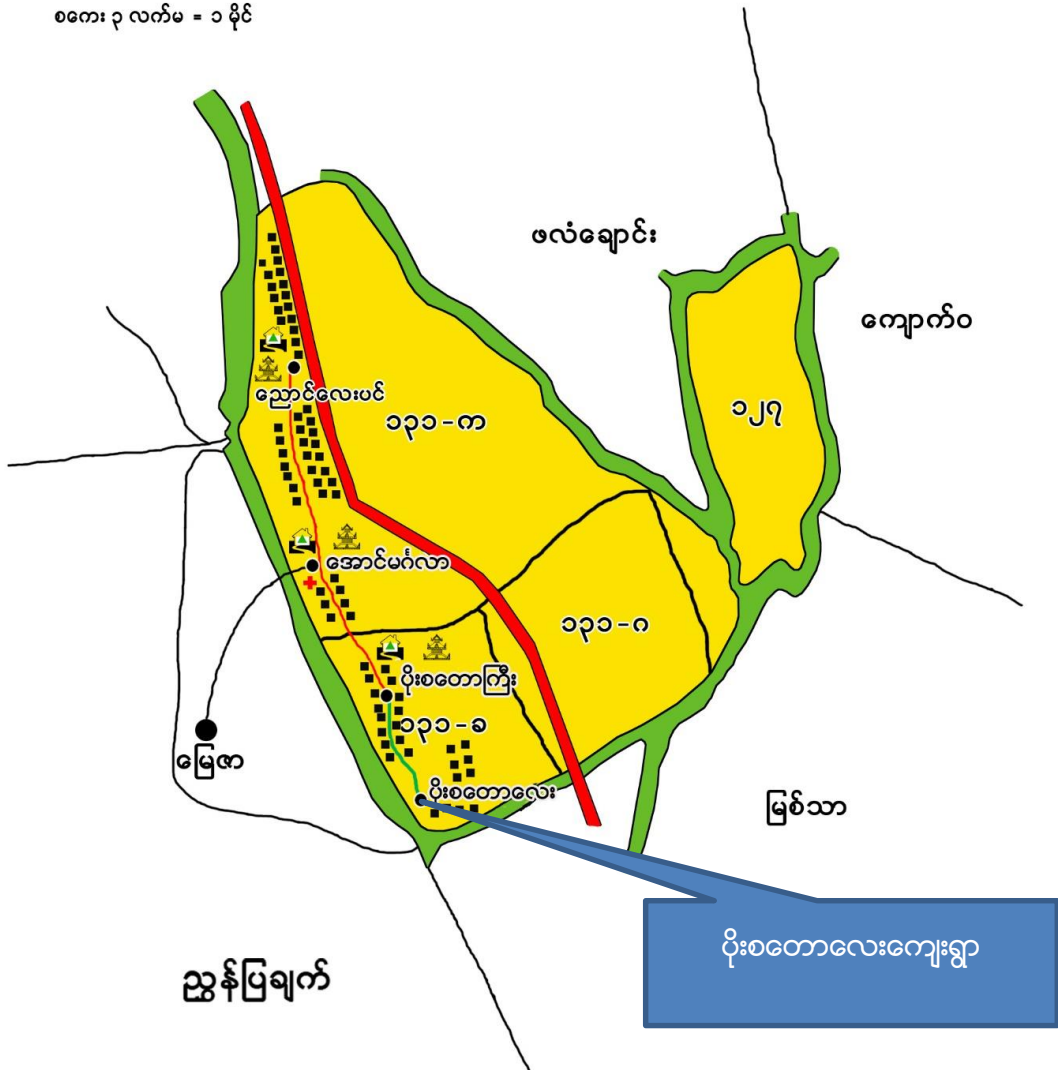 စကေး ၃ လက်မ = ၁ မိုင်
ဖလံချောင်း
ကျောက်ဝ
ညောင်လေးပင်
၁၃၁-က
၁၂၇
အောင်မင်္ဂလာ
၁၃၁-ဂ
ပိုးစတောကြီး
၁၃၁-ခ
မြေဇာ
ပိုးစတောလေး
မြစ်သာ
ပိုးစတောလေးကျေးရွာ
ညွှန်ပြချက်